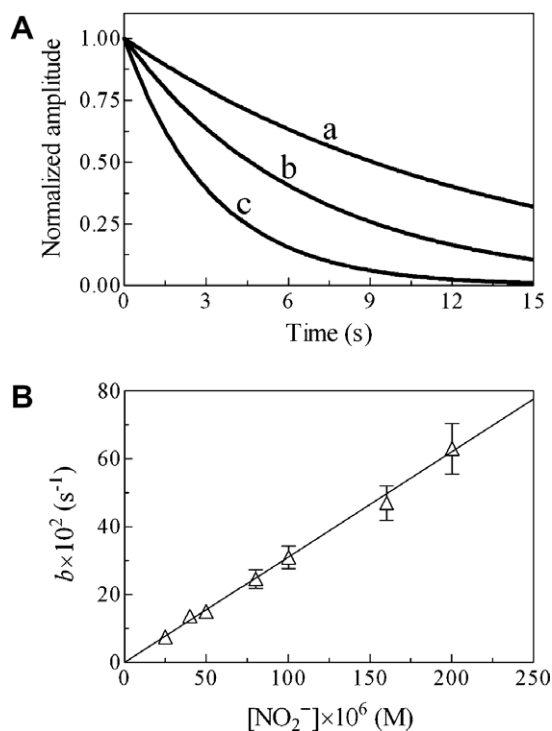 A
1.00
0.75
0.50
0.25
0.00
Normalized amplitude
a
b
c
0 3 6 9 12 15
Time (s)
B
80
60
40
20
0
b×10² (s⁻¹)
0 50 100 150 200 250
[NO₂⁻]×10⁶ (M)